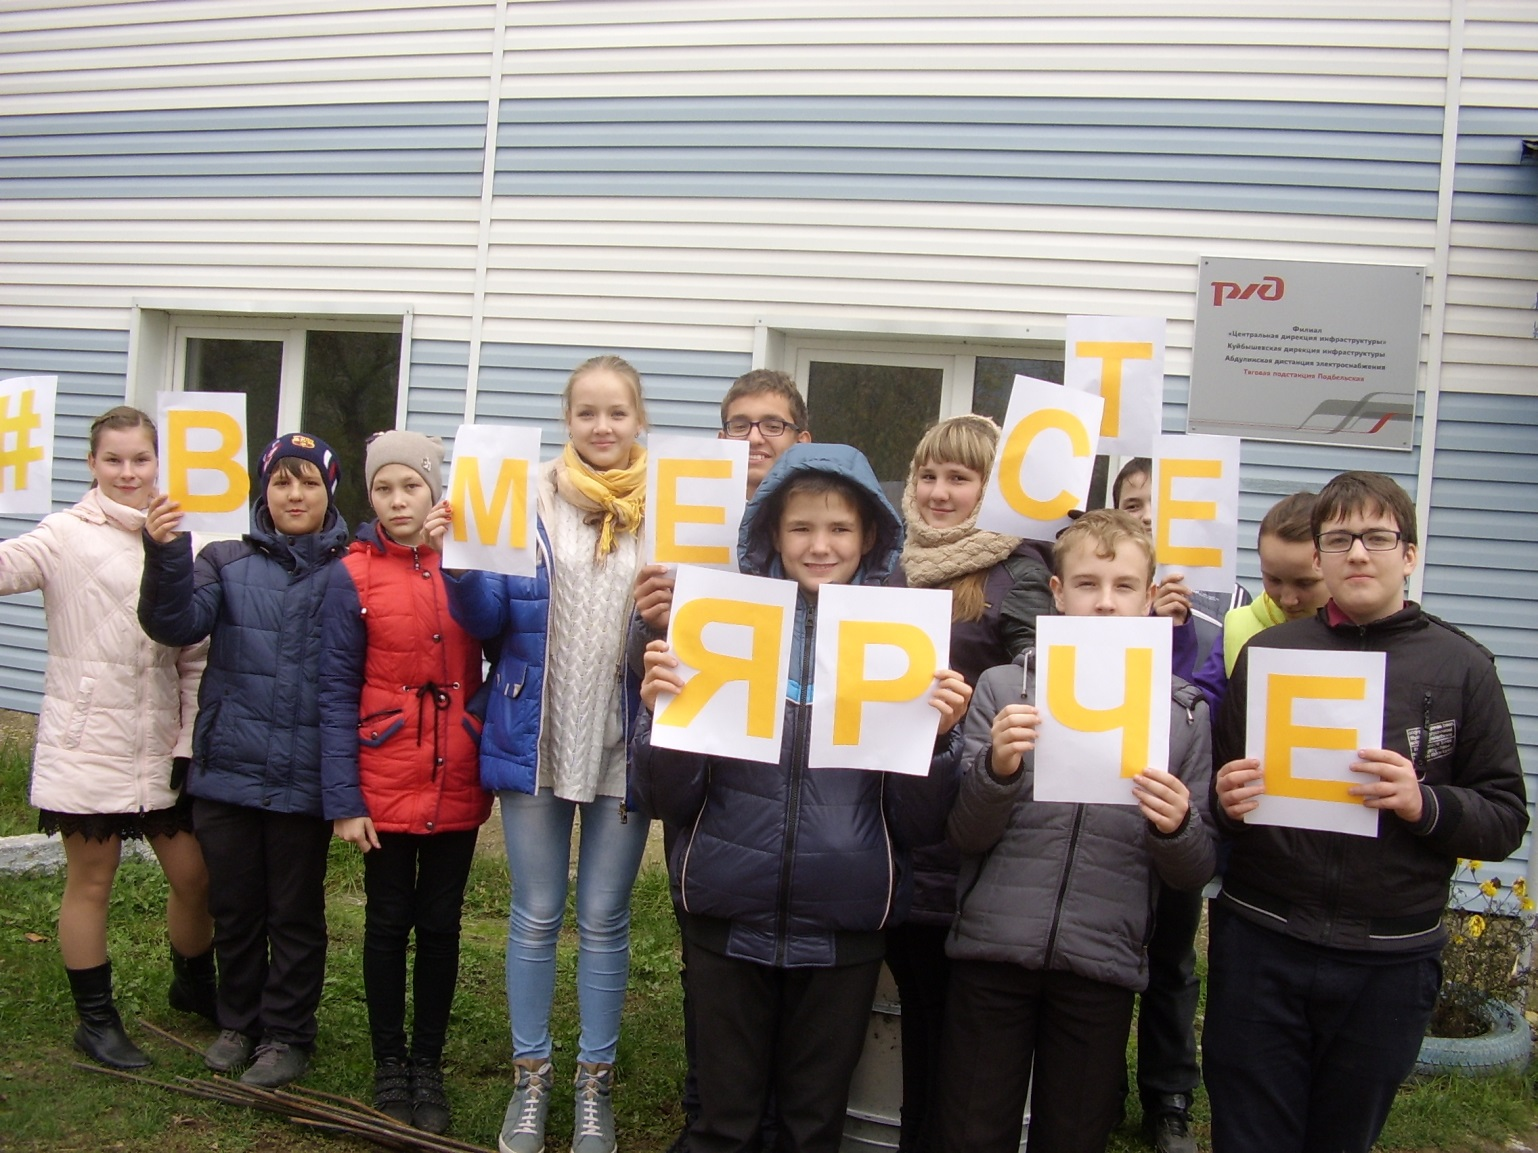 #ВМЕСТЕ
ЯРЧЕ
РЖД
Филиал
«Центральная дирекция инфраструктуры»
Куйбышевская дирекция инфраструктуры
Абдулинская дистанция электроснабжения
Тяговая подстанция Подбельская